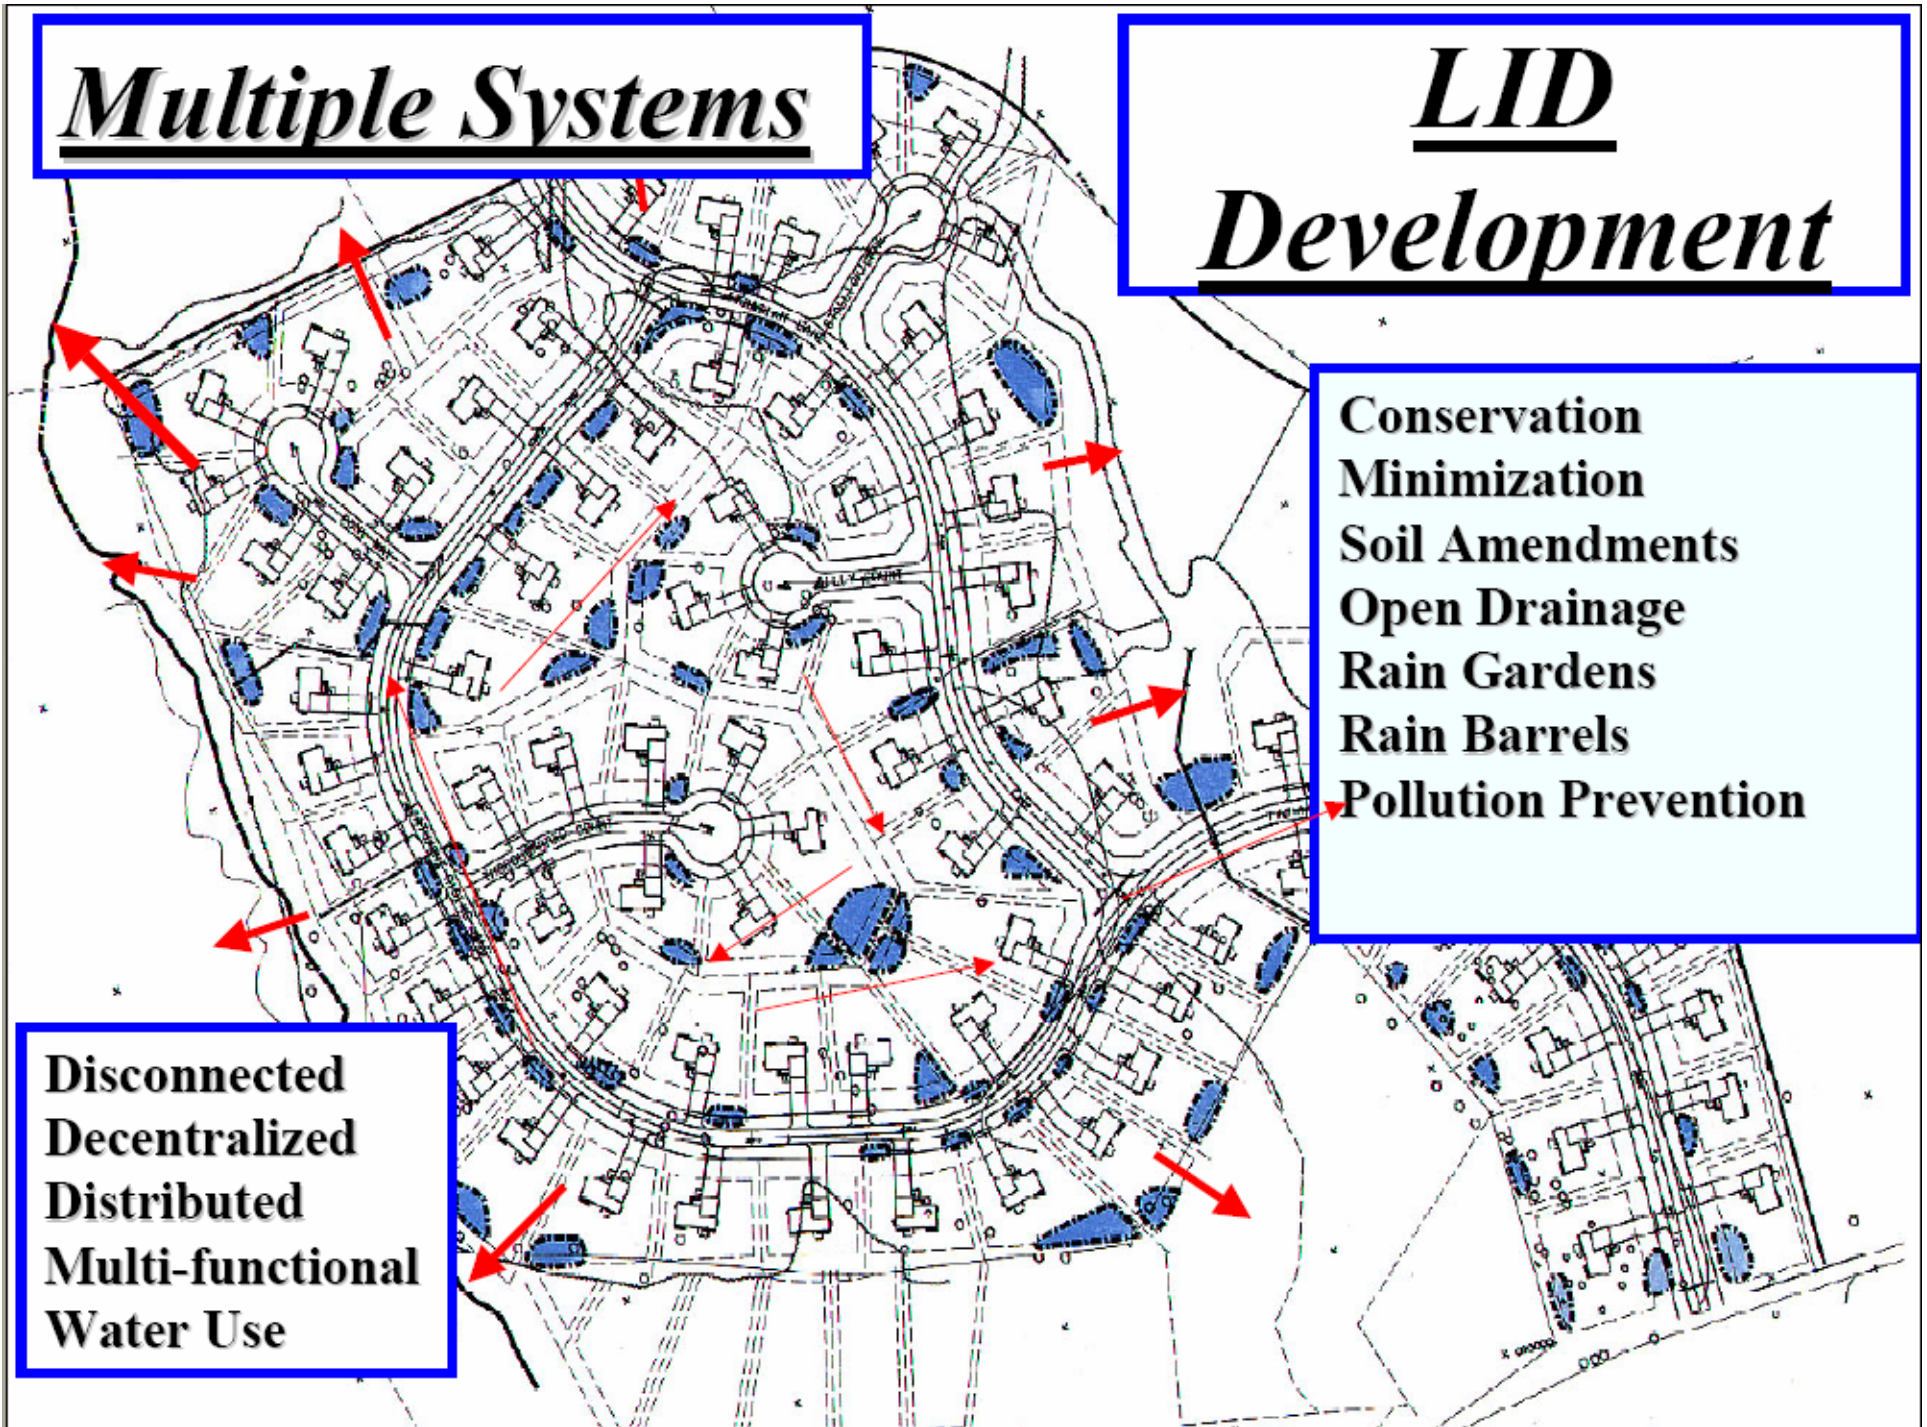 Multiple Systems
LID
Development
Conservation
Minimization
Soil Amendments
Open Drainage
Rain Gardens
Rain Barrels
Pollution Prevention
Disconnected
Decentralized
Distributed
Multi-functional
Water Use